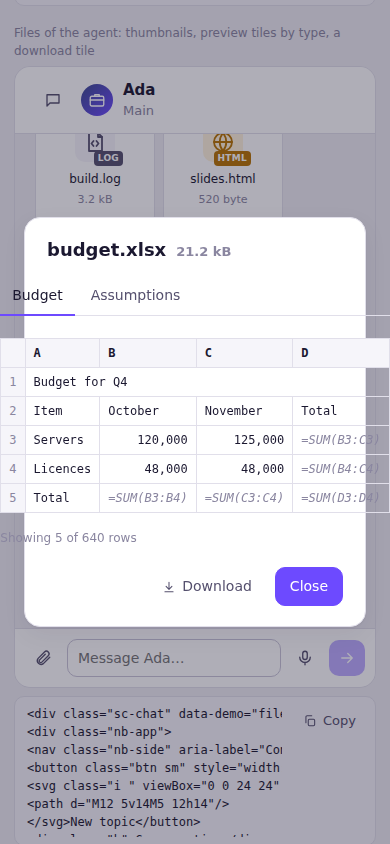 Files of the agent: thumbnails, preview tiles by type, a
download tile
Ada
Main
LOG
HTML
build.log
slides.html
3.2 kB
520 byte
budget.xlsx 21.2 kB
Budget Assumptions
A B C D
1 Budget for Q4
2 Item October November Total
3 Servers 120,000 125,000 =SUM(B3:C3)
4 Licences 48,000 48,000 =SUM(B4:C4)
5 Total =SUM(B3:B4) =SUM(C3:C4) =SUM(D3:D4)
Showing 5 of 640 rows
Download Close
Message Ada...
<div class="sc-chat" data-demo="file
Copy
<div class="nb-app">
<nav class="nb-side" aria-label="Con
<button class="btn sm" style="width
<svg class="i " viewBox="0 0 24 24"
<path d="M12 5v14M5 12h14"/>
</svg>New topic</button>